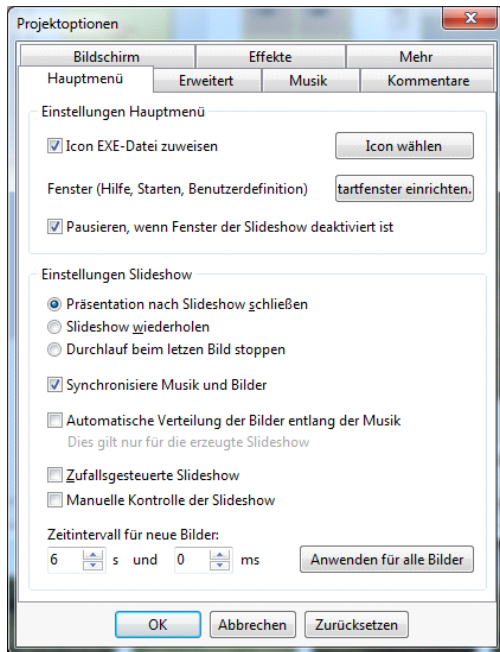 Projektoptionen
Bildschirm Effekte Mehr
Hauptmenü Erweitert Musik Kommentare
Einstellungen Hauptmenü
Icon EXE-Datei zuweisen Icon wählen
Fenster (Hilfe, Starten, Benutzerdefinition) tartfenster einrichten.
Pausieren, wenn Fenster der Slideshow deaktiviert ist
Einstellungen Slideshow
Präsentation nach Slideshow schließen
Slideshow wiederholen
Durchlauf beim letzen Bild stoppen
Synchronisiere Musik und Bilder
Automatische Verteilung der Bilder entlang der Musik
Dies gilt nur für die erzeugte Slideshow
Zufallsgesteuerte Slideshow
Manuelle Kontrolle der Slideshow
Zeitintervall für neue Bilder:
6 s und 0 ms Anwenden für alle Bilder
OK Abbrechen Zurücksetzen